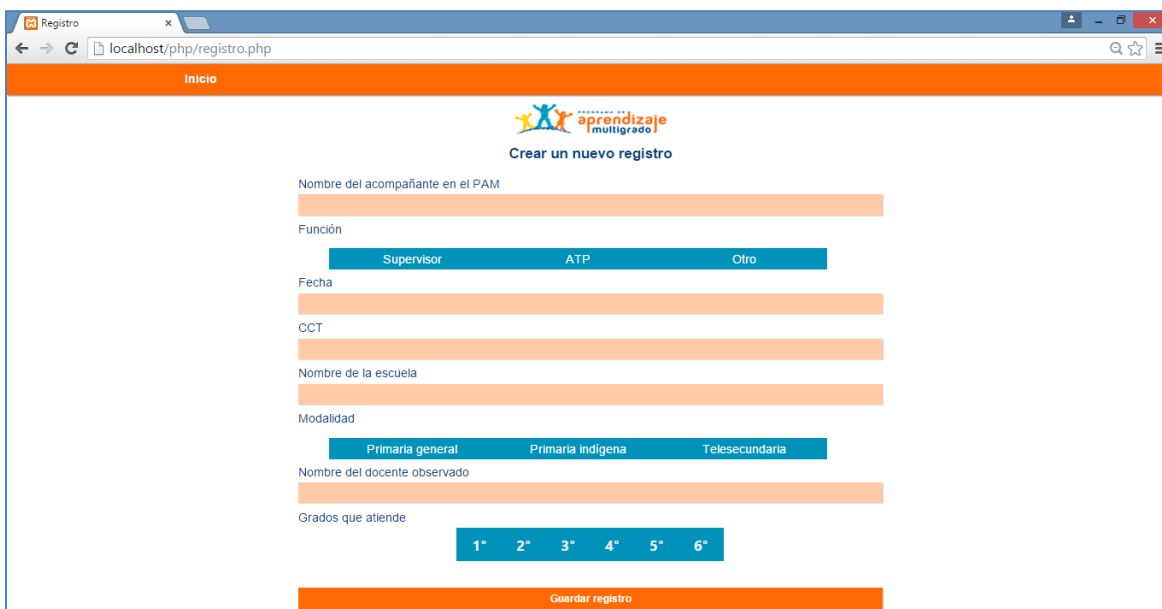 Registro
localhost/php/registro.php
Inicio
PROGRAMA DE
aprendizaje
multigrado
Crear un nuevo registro
Nombre del acompañante en el PAM
Función
Supervisor ATP Otro
Fecha
CCT
Nombre de la escuela
Modalidad
Primaria general Primaria indígena Telesecundaria
Nombre del docente observado
Grados que atiende
1° 2° 3° 4° 5° 6°
Guardar registro